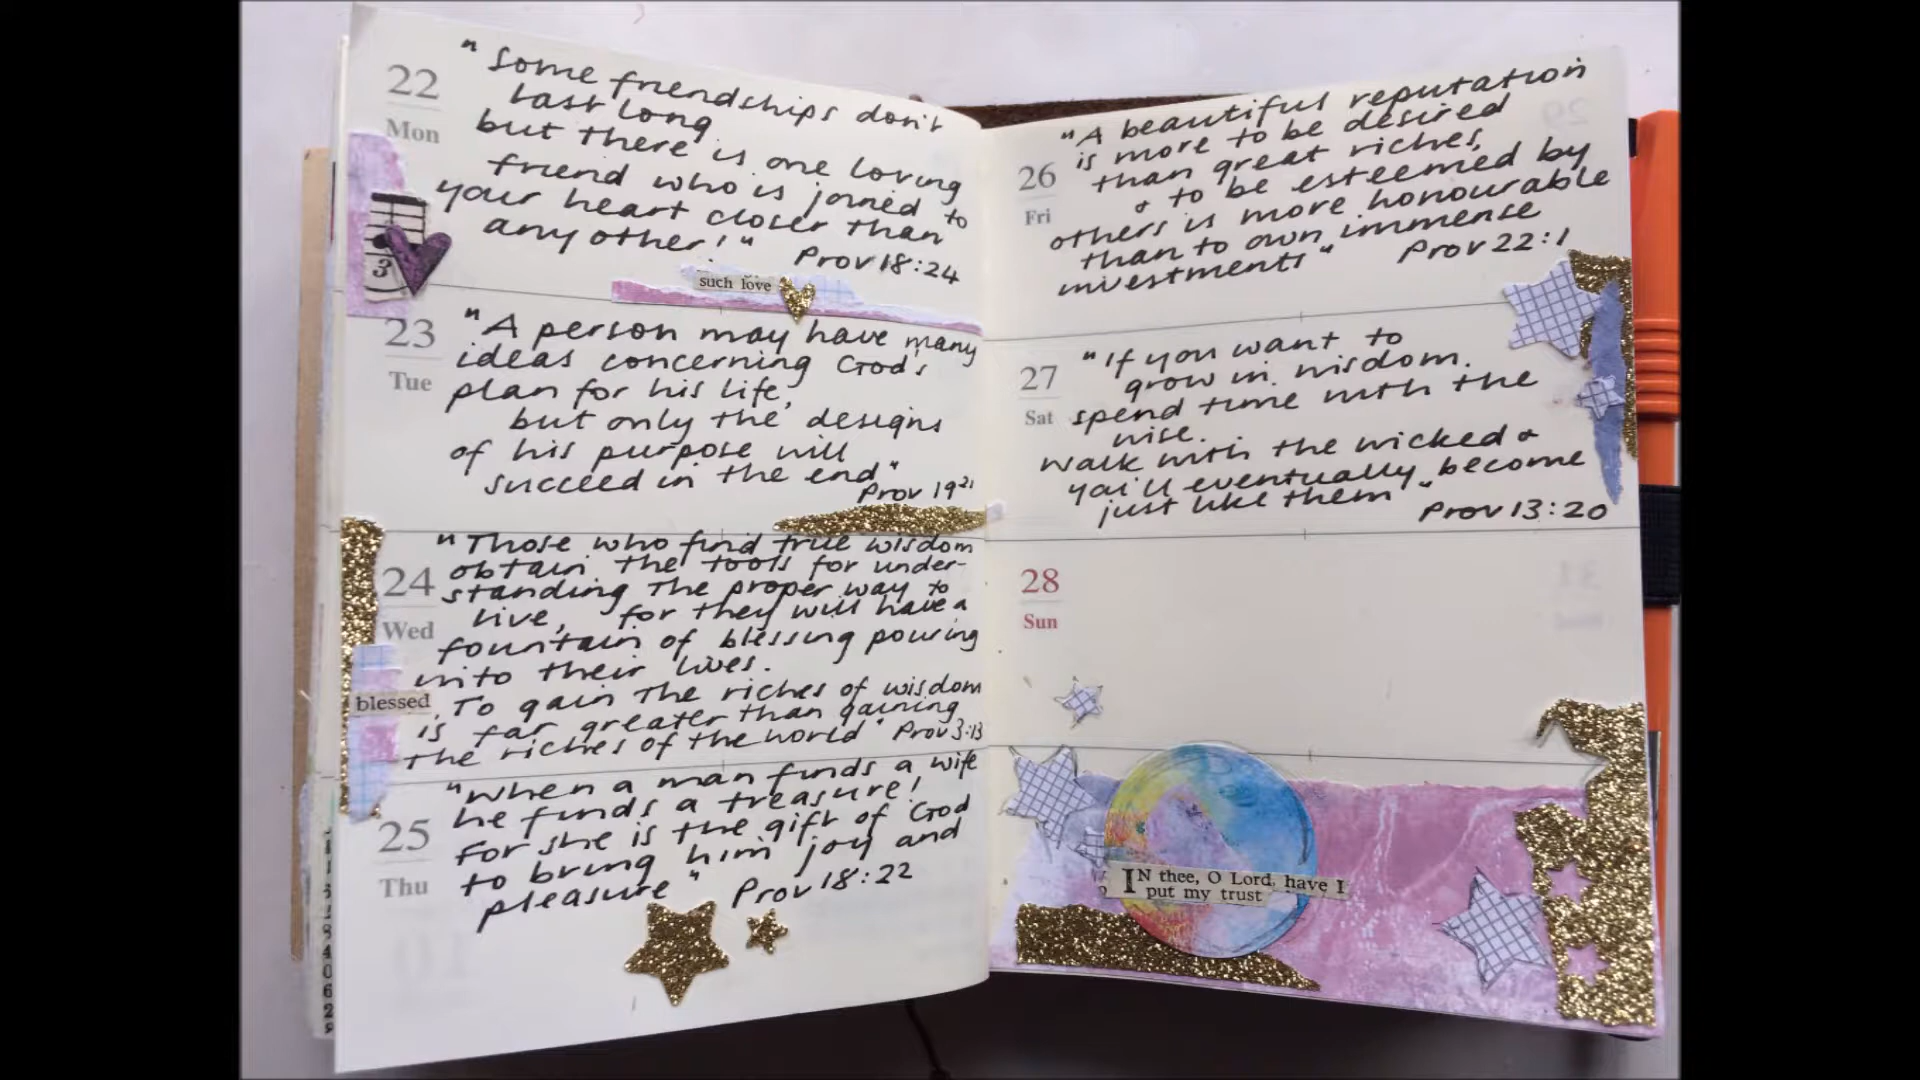 22
Mon
"Some friendships don't
last long
but there is one loving
friend who is joined to
your heart closer than
any other!" Prov 18:24
3
such love
23
Tue
"A person may have many
ideas concerning God's
plan for his life,
but only the designs
of his purpose will
succeed in the end"
Prov 19 21
24
Wed
"Those who find true wisdom
obtain the tools for under-
standing the proper way to
live, for they will have a
fountain of blessing pouring
into their lives.
To gain the riches of wisdom
is far greater than gaining
the riches of the world" Prov 3:13
blessed
25
Thu
"When a man finds a wife
he finds a treasure!
For she is the gift of God
to bring him joy and
pleasure" Prov 18:22
26
Fri
"A beautiful reputation
is more to be desired
than great riches,
& to be esteemed by
others is more honourable
than to own immense
investments" Prov 22:1
27
Sat
"If you want to
grow in wisdom.
spend time with the
wise.
Walk with the wicked &
you'll eventually become
just like them" Prov 13:20
28
Sun
IN thee, O Lord, have I
put my trust